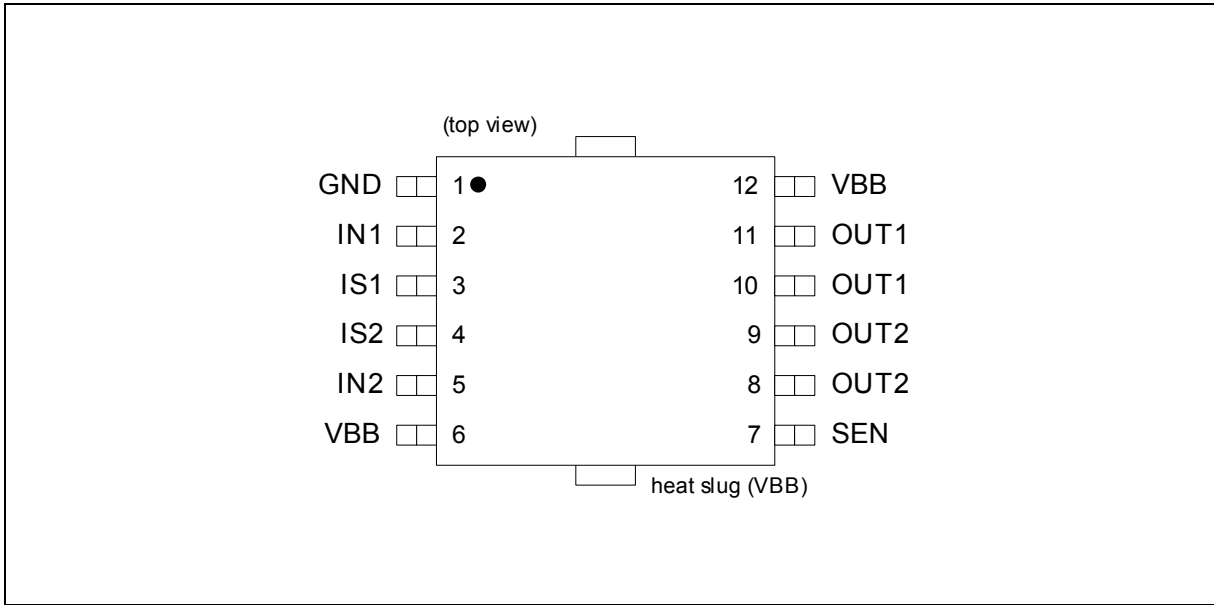 (top view)
GND 1 12 VBB
IN1 2 11 OUT1
IS1 3 10 OUT1
IS2 4 9 OUT2
IN2 5 8 OUT2
VBB 6 7 SEN
heat slug (VBB)